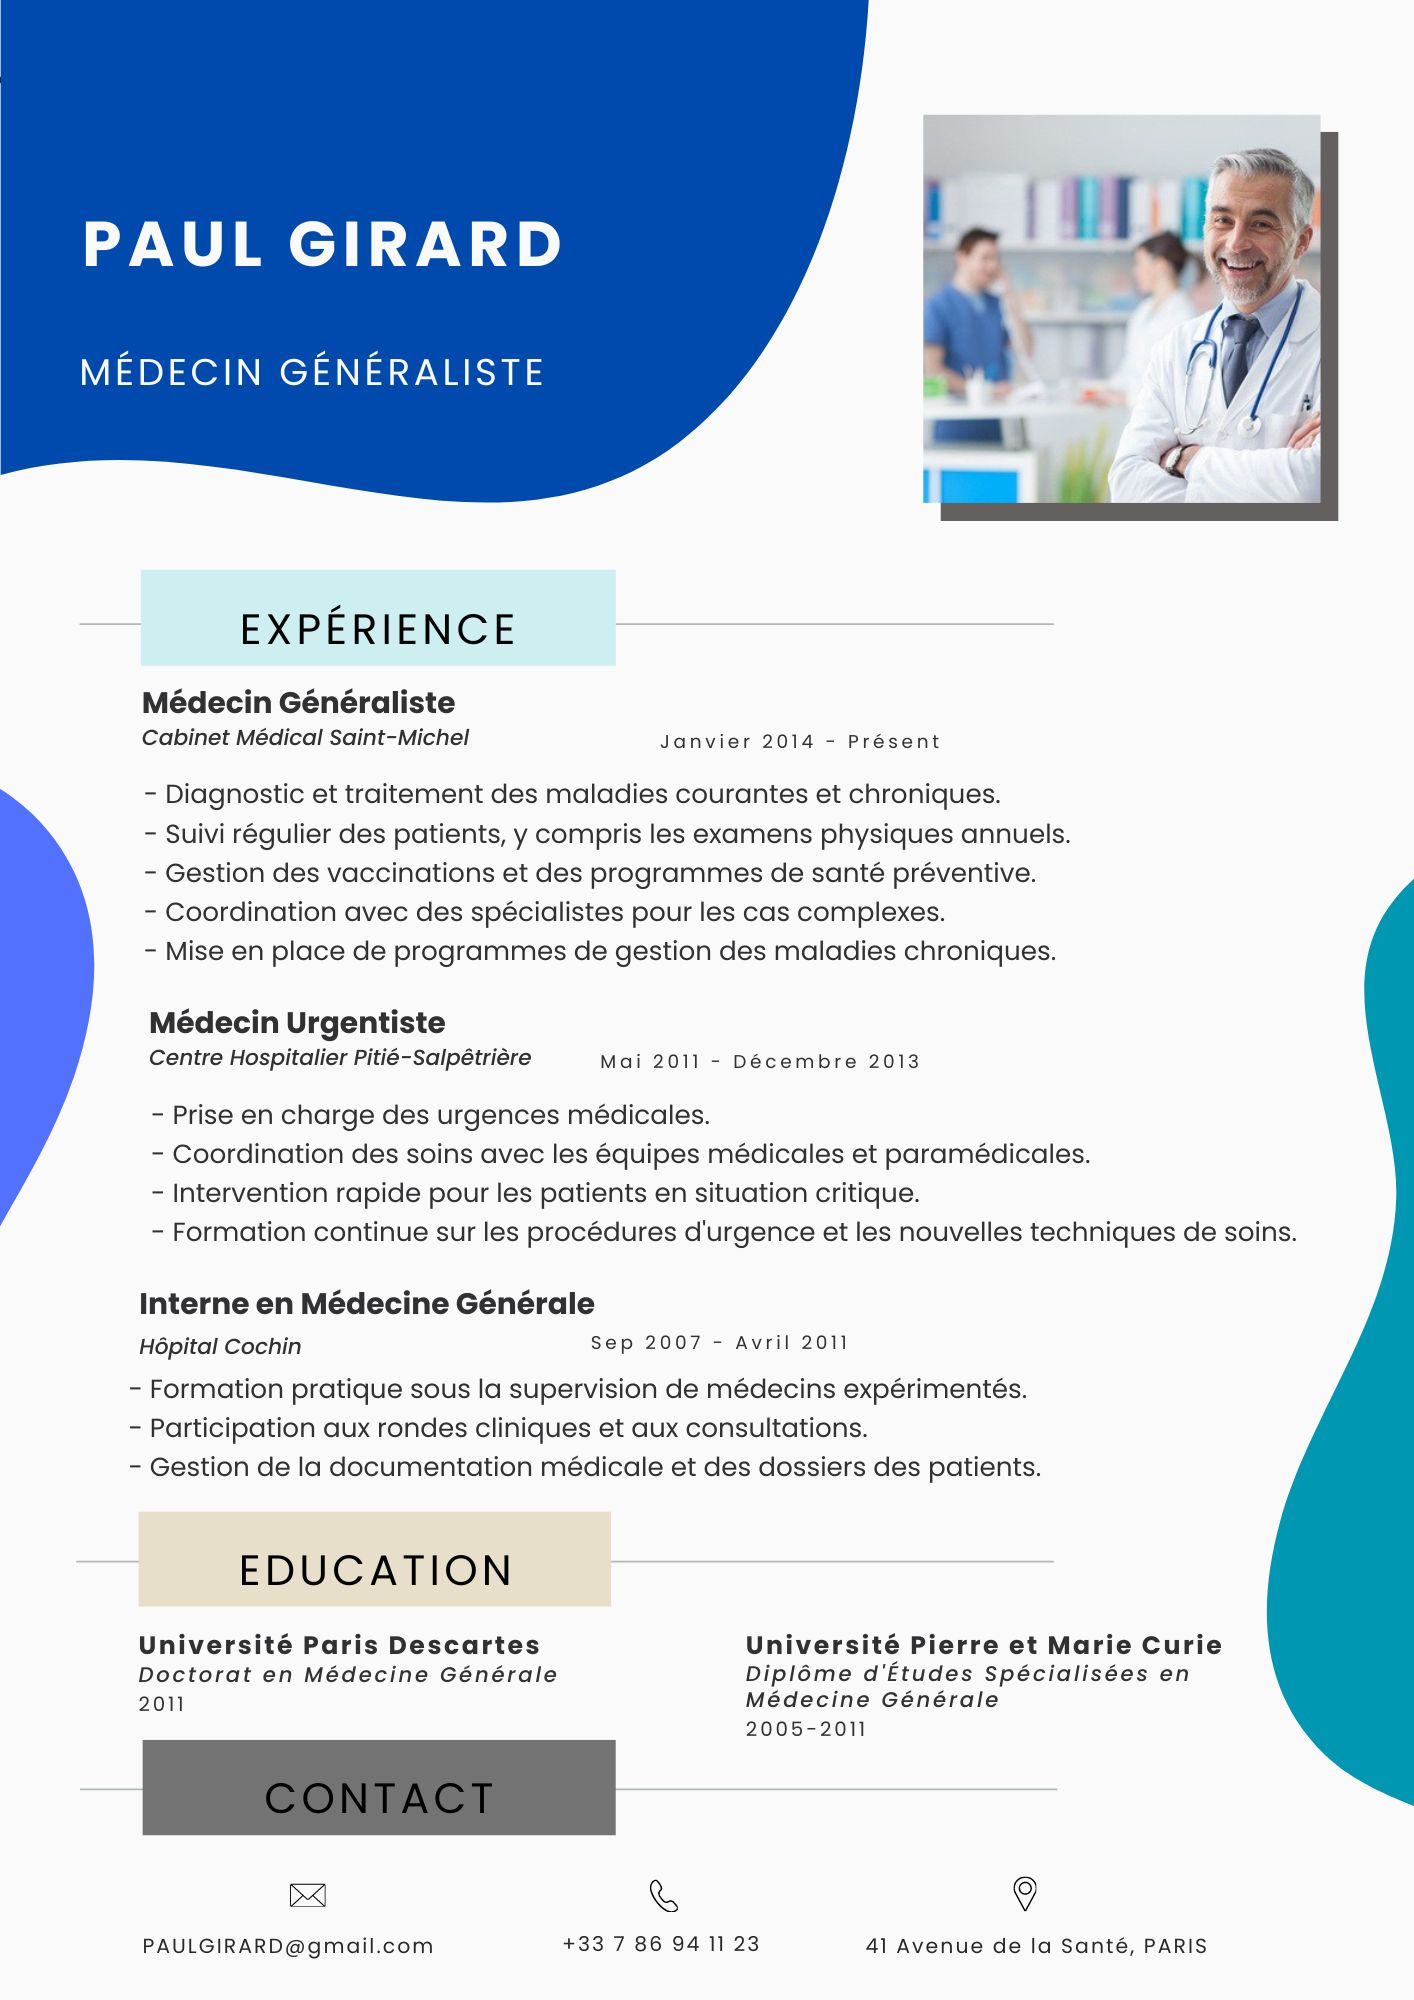 PAUL GIRARD
MÉDECIN GÉNÉRALISTE
EXPÉRIENCE
Médecin Généraliste
Cabinet Médical Saint-Michel
Janvier 2014 - Présent
- Diagnostic et traitement des maladies courantes et chroniques.
- Suivi régulier des patients, y compris les examens physiques annuels.
- Gestion des vaccinations et des programmes de santé préventive.
- Coordination avec des spécialistes pour les cas complexes.
- Mise en place de programmes de gestion des maladies chroniques.
Médecin Urgentiste
Centre Hospitalier Pitié-Salpêtrière
Mai 2011 - Décembre 2013
- Prise en charge des urgences médicales.
- Coordination des soins avec les équipes médicales et paramédicales.
- Intervention rapide pour les patients en situation critique.
- Formation continue sur les procédures d'urgence et les nouvelles techniques de soins.
Interne en Médecine Générale
Hôpital Cochin
Sep 2007 - Avril 2011
- Formation pratique sous la supervision de médecins expérimentés.
- Participation aux rondes cliniques et aux consultations.
- Gestion de la documentation médicale et des dossiers des patients.
EDUCATION
Université Paris Descartes
Doctorat en Médecine Générale
2011
Université Pierre et Marie Curie
Diplôme d'Études Spécialisées en
Médecine Générale
2005-2011
CONTACT
PAULGIRARD@gmail.com
+33 7 86 94 11 23
41 Avenue de la Santé, PARIS